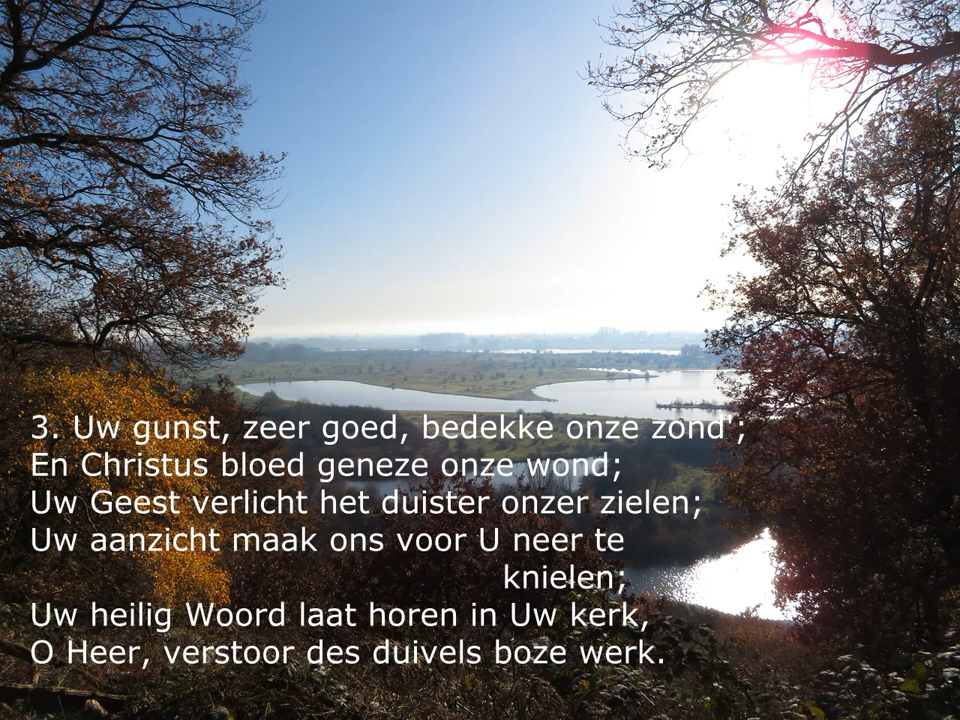 3. Uw gunst, zeer goed, bedekke onze zond';
En Christus bloed geneze onze wond;
Uw Geest verlicht het duister onzer zielen;
Uw aanzicht maak ons voor U neer te
knielen;
Uw heilig Woord laat horen in Uw kerk,
O Heer, verstoor des duivels boze werk.